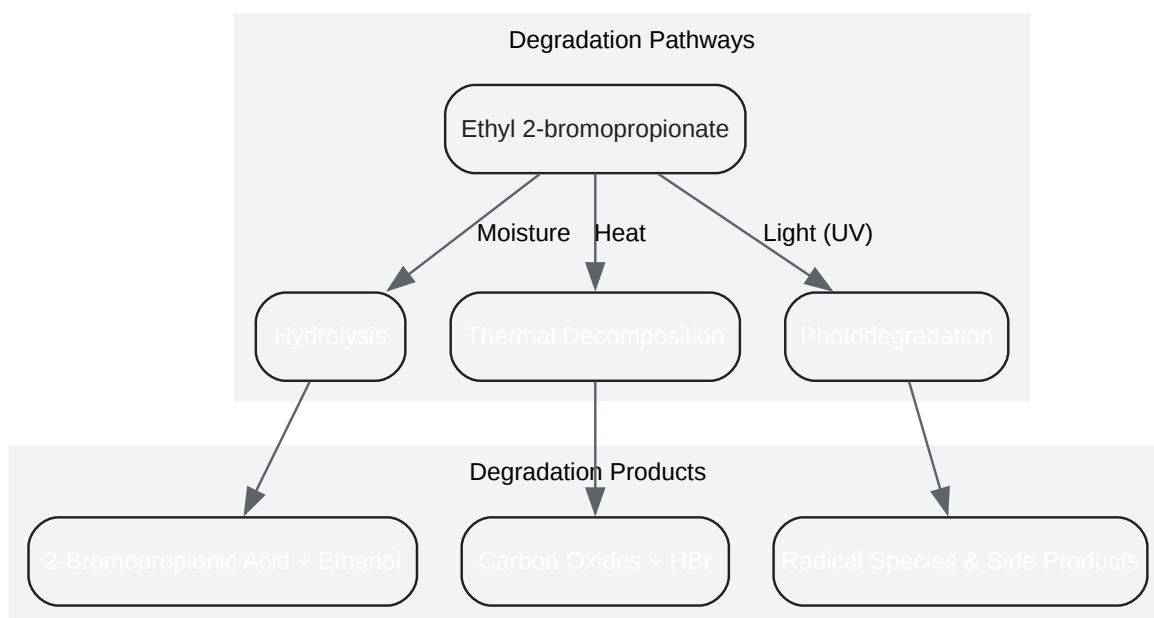 Degradation Pathways
Ethyl 2-bromopropionate
Moisture Heat Light (UV)
Hydrolysis Thermal Decomposition Photodegradation
Degradation Products
2-Bromopropionic Acid + Ethanol Carbon Oxides + HBr Radical Species & Side Products